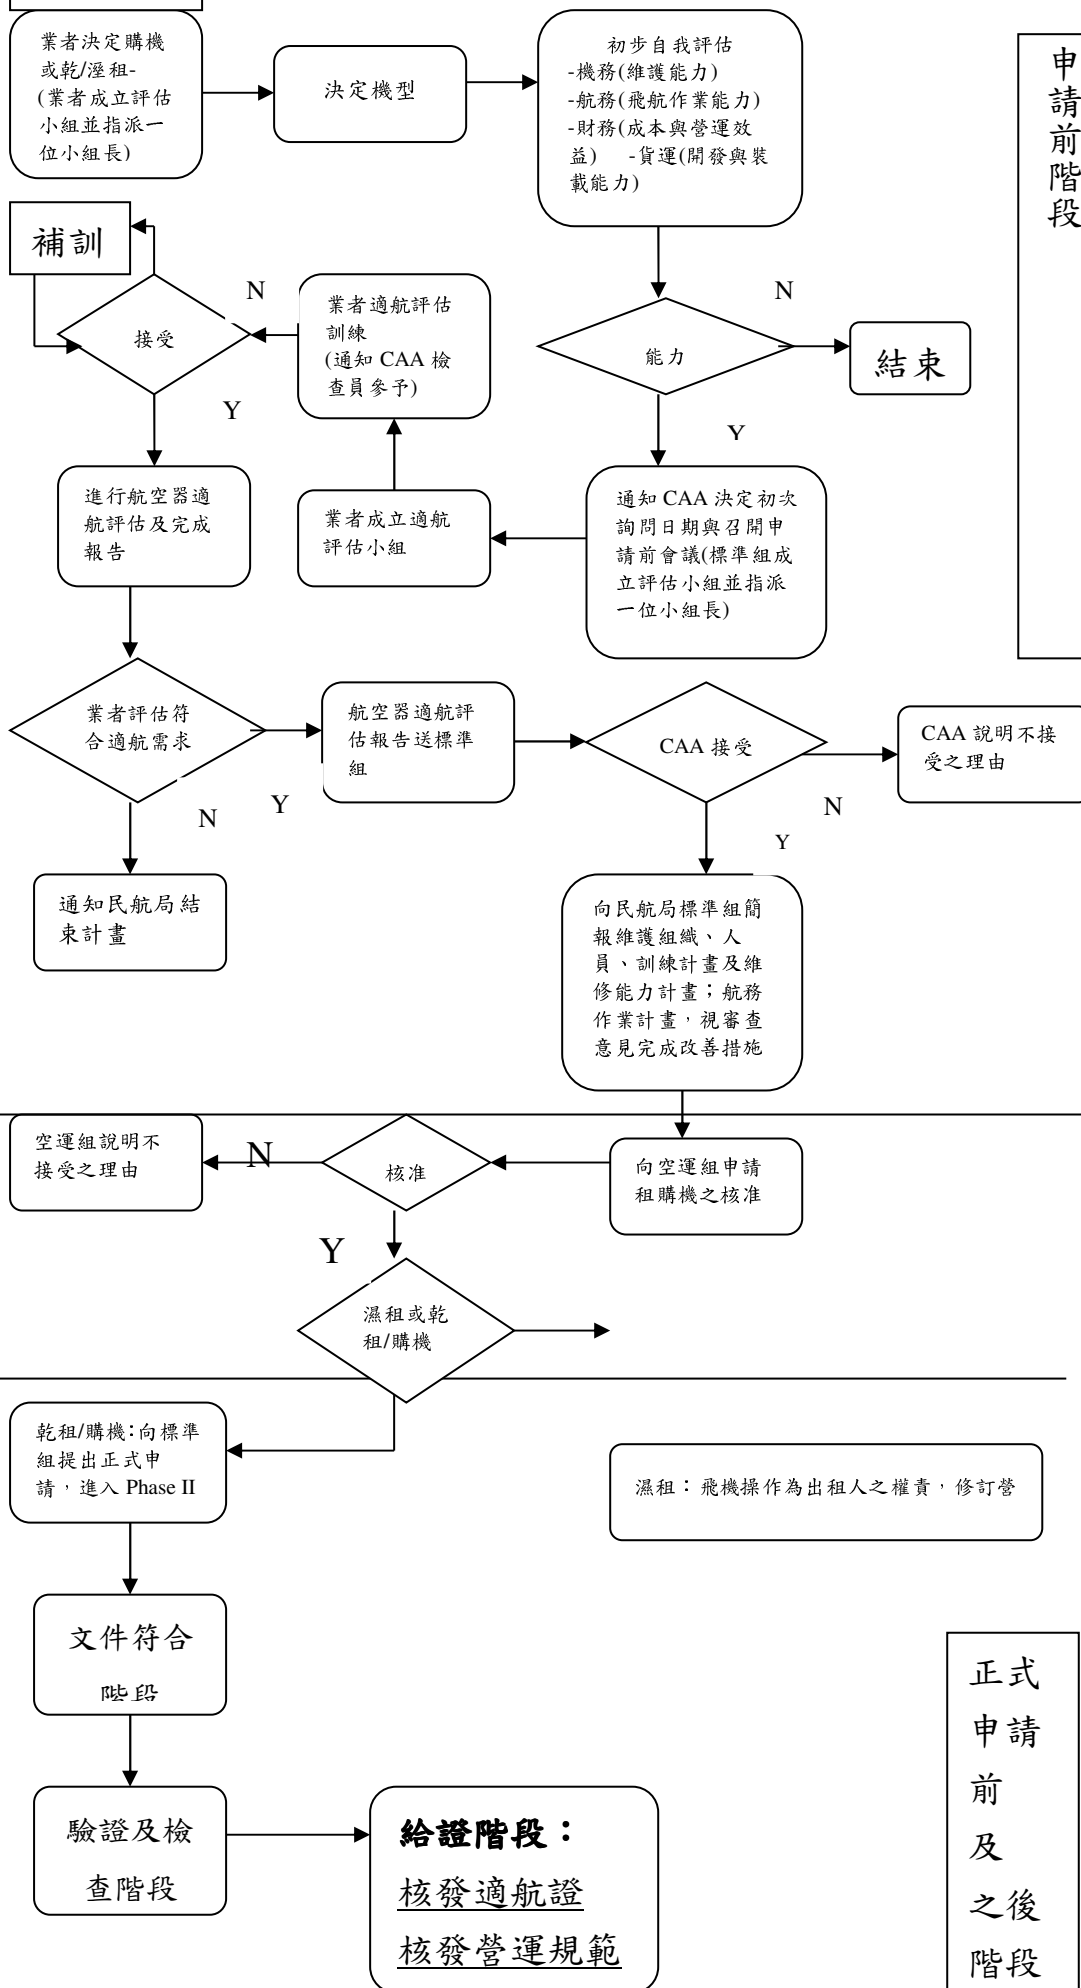 業者決定購機
或乾/溼租-
(業者成立評估
小組並指派一
位小組長)
決定機型
初步自我評估
-機務(維護能力)
-航務(飛航作業能力)
-財務(成本與營運效
益) -貨運(開發與裝
載能力)
申
請
前
階
段
補訓
N
接受
業者適航評估
訓練
(通知 CAA 檢
查員參予)
N
能力
結束
Y
Y
進行航空器適
航評估及完成
報告
業者成立適航
評估小組
通知 CAA 決定初次
詢問日期與召開申
請前會議(標準組成
立評估小組並指派
一位小組長)
業者評估符
合適航需求
航空器適航評
估報告送標準
組
CAA 接受
CAA 說明不接
受之理由
N
Y
N
Y
通知民航局結
束計畫
向民航局標準組簡
報維護組織、人
員、訓練計畫及維
修能力計畫；航務
作業計畫，視審查
意見完成改善措施
空運組說明不
接受之理由
N
核准
向空運組申請
租購機之核准
Y
濕租或乾
租/購機
乾租/購機:向標準
組提出正式申
請，進入 Phase II
濕租：飛機操作為出租人之權責，修訂營
文件符合
階段
驗證及檢
查階段
給證階段：
核發適航證
核發營運規範
正式
申請
前
及
之後
階段